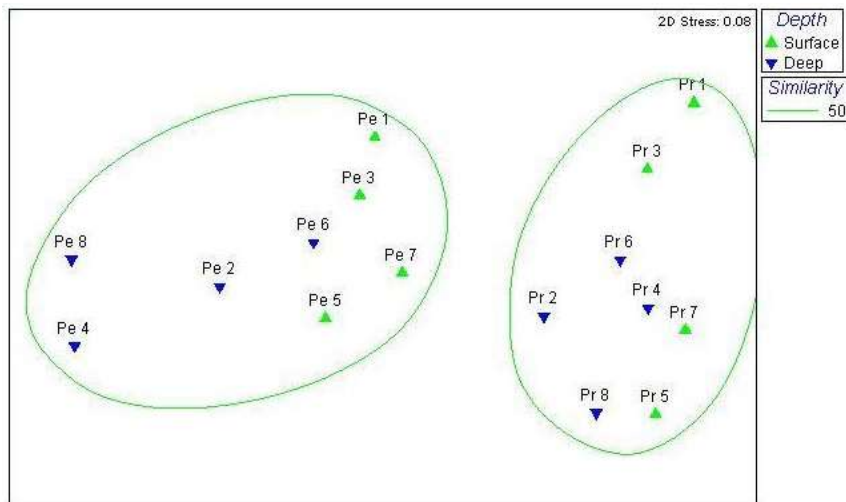 2D Stress: 0.08
Depth
Surface
Deep
Similarity
50
Pr 1
Pe 1
Pr 3
Pe 3
Pe 6
Pe 8
Pe 7
Pr 6
Pe 2
Pr 4
Pe 5
Pr 2
Pr 7
Pe 4
Pr 8
Pr 5